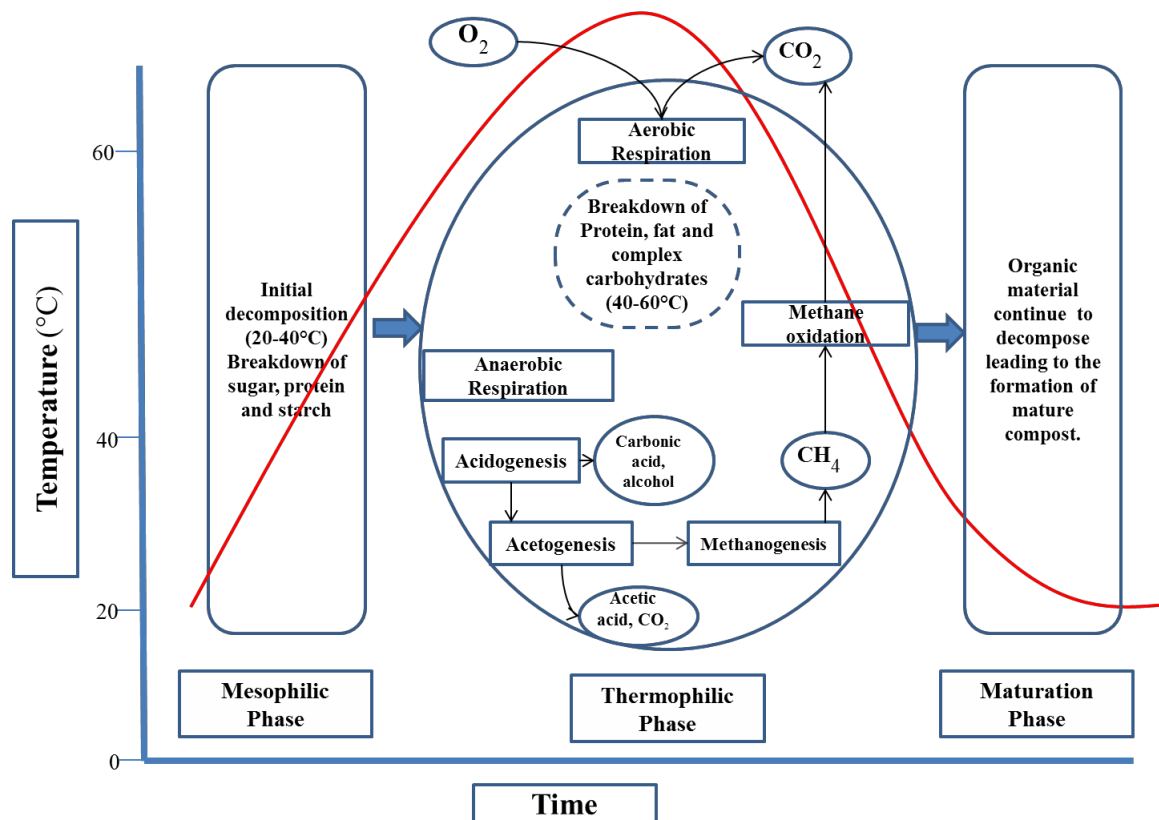 O2
CO2
Aerobic
Respiration
60
Breakdown of
Protein, fat and
complex
carbohydrates
(40-60°C)
Temperature (°C)
Initial
decomposition
(20-40°C)
Breakdown of
sugar, protein
and starch
Methane
oxidation
Organic
material
continue to
decompose
leading to the
formation of
mature
compost.
Anaerobic
Respiration
40
Acidogenesis
Carbonic
acid,
alcohol
CH4
Acetogenesis
Methanogenesis
20
Acetic
acid, CO2
Mesophilic
Phase
Thermophilic
Phase
Maturation
Phase
0
Time